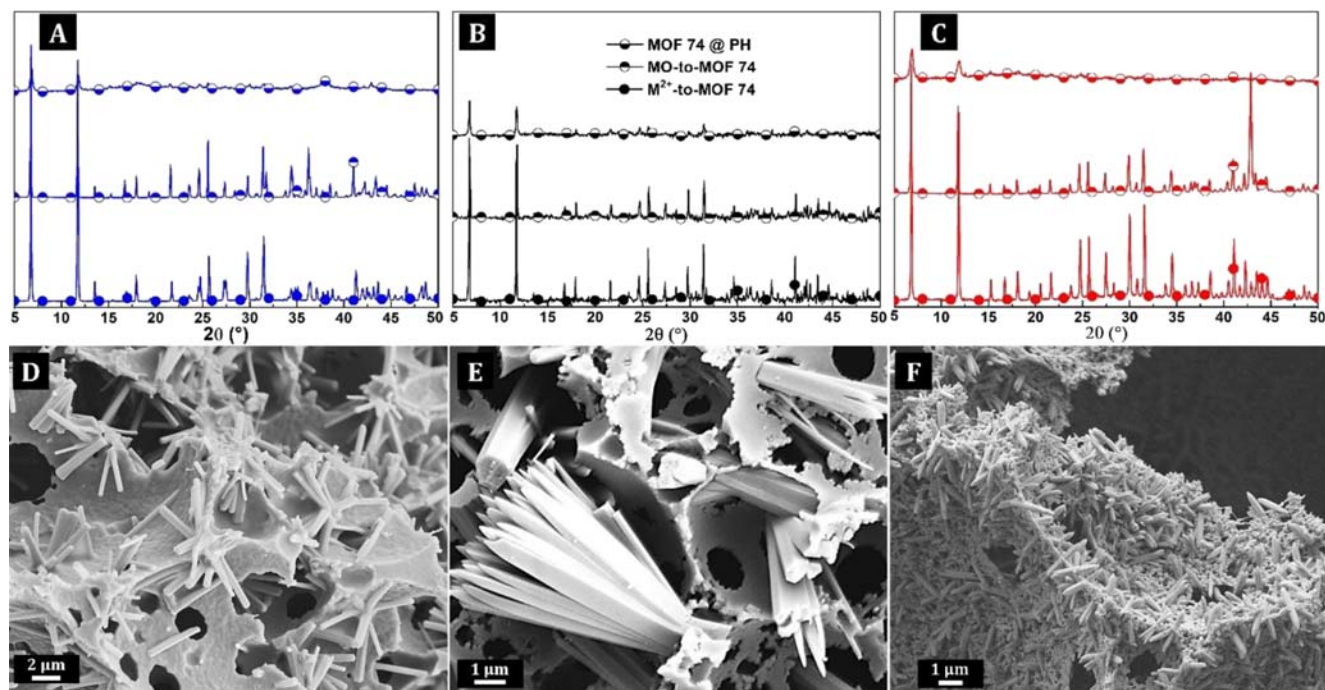 A
B
C
MOF 74 @ PH
MO-to-MOF 74
M²⁺-to-MOF 74
5 10 15 20 25 30 35 40 45 50
5 10 15 20 25 30 35 40 45 50
5 10 15 20 25 30 35 40 45 50
2θ (°)
2θ (°)
2θ (°)
D
E
F
2 μm
1 μm
1 μm